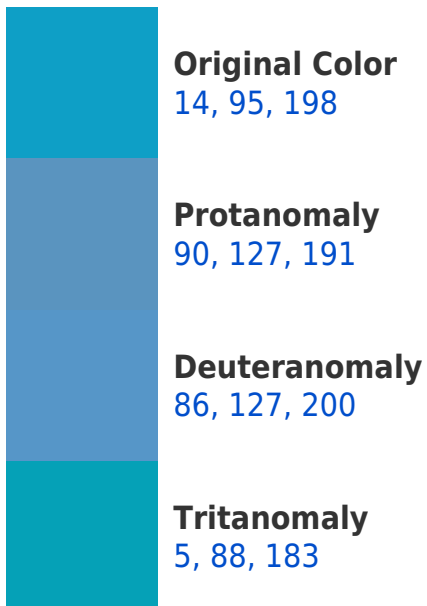 Original Color
14, 95, 198
Protanomaly
90, 127, 191
Deuteranomaly
86, 127, 200
Tritanomaly
5, 88, 183